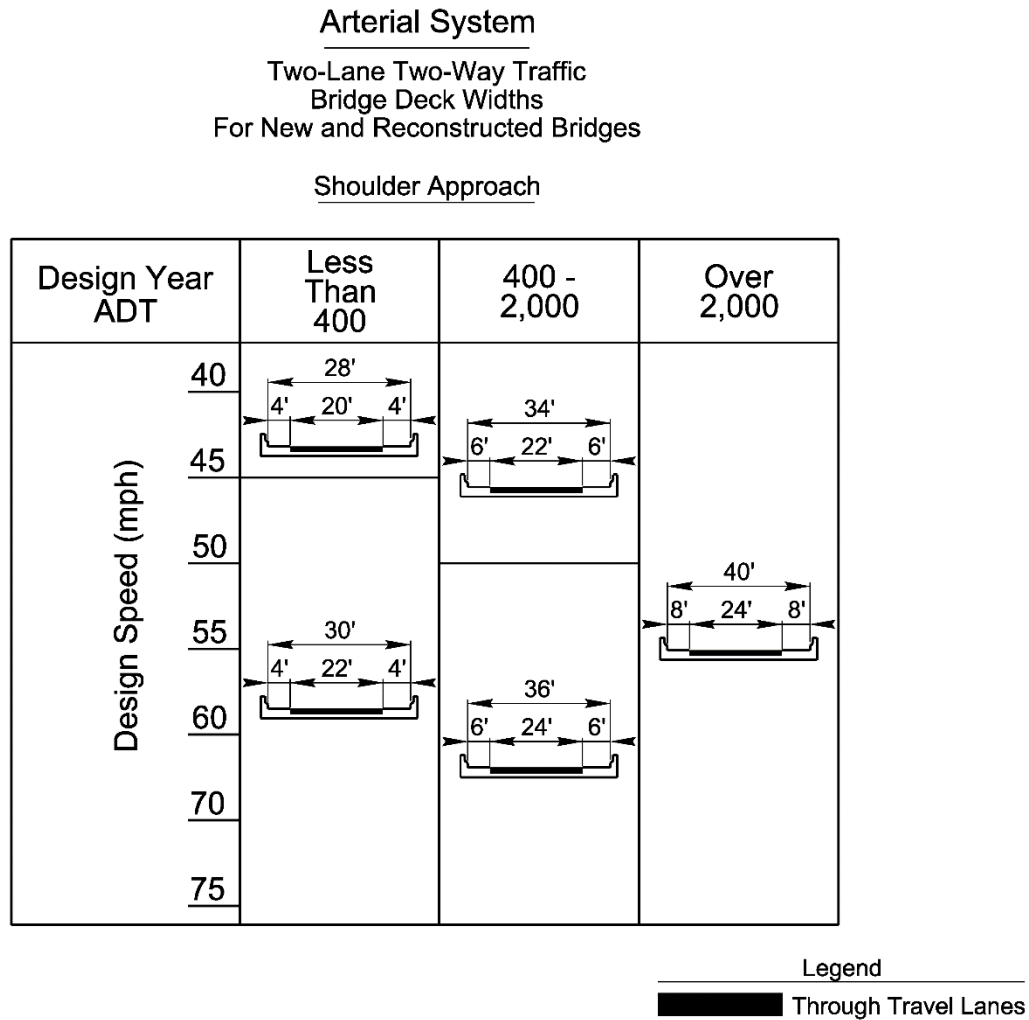 Arterial System
Two-Lane Two-Way Traffic
Bridge Deck Widths
For New and Reconstructed Bridges
Shoulder Approach
Design Year
ADT
Less
Than
400
400 -
2,000
Over
2,000
Design Speed (mph)
40
45
50
55
60
70
75
28'
4' 20' 4'
30'
4' 22' 4'
34'
6' 22' 6'
36'
6' 24' 6'
40'
8' 24' 8'
Legend
Through Travel Lanes